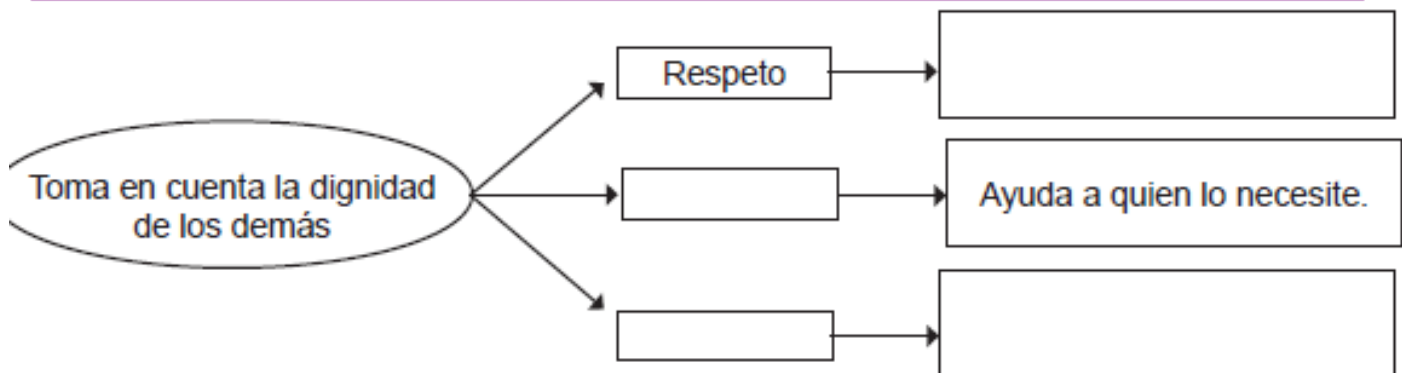 Respeto
Toma en cuenta la dignidad
de los demás
Ayuda a quien lo necesite.